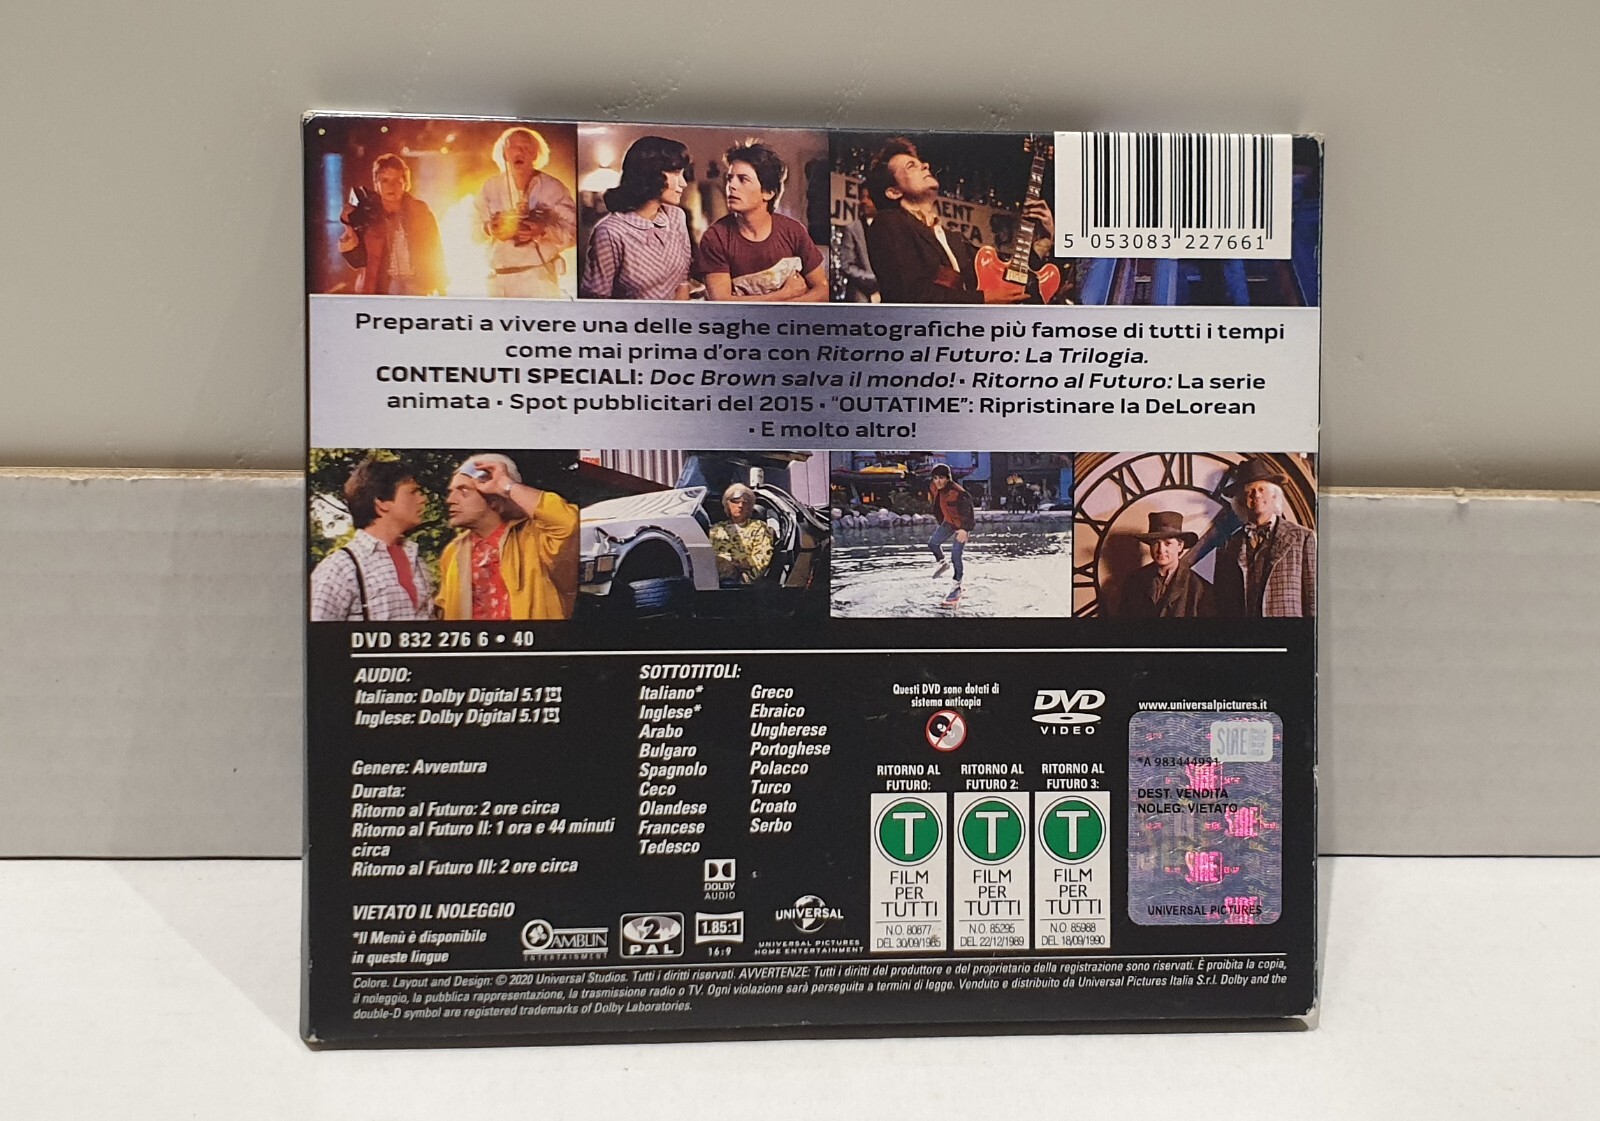 5 053083 227661
Preparati a vivere una delle saghe cinematografiche più famose di tutti i tempi
come mai prima d'ora con Ritorno al Futuro: La Trilogia.
CONTENUTI SPECIALI: Doc Brown salva il mondo! • Ritorno al Futuro: La serie
animata • Spot pubblicitari del 2015 • "OUTATIME": Ripristinare la DeLorean
• E molto altro!
DVD 832 276 6 • 40
AUDIO:
Italiano: Dolby Digital 5.1
Inglese: Dolby Digital 5.1
Genere: Avventura
Durata:
Ritorno al Futuro: 2 ore circa
Ritorno al Futuro II: 1 ora e 44 minuti
circa
Ritorno al Futuro III: 2 ore circa
VIETATO IL NOLEGGIO
*Il Menù è disponibile
in queste lingue
SOTTOTITOLI:
Italiano*
Inglese*
Arabo
Bulgaro
Spagnolo
Ceco
Olandese
Francese
Tedesco
Greco
Ebraico
Ungherese
Portoghese
Polacco
Turco
Croato
Serbo
DOLBY
AUDIO
AMBLIN
ENTERTAINMENT
2
PAL
1.85:1
16:9
UNIVERSAL
UNIVERSAL PICTURES
HOME ENTERTAINMENT
Questi DVD sono dotati di
sistema anticopia
DVD
VIDEO
RITORNO AL
FUTURO:
T
FILM
PER
TUTTI
N.O. 80877
DEL 30/09/1985
RITORNO AL
FUTURO 2:
T
FILM
PER
TUTTI
N.O. 85295
DEL 22/12/1989
RITORNO AL
FUTURO 3:
T
FILM
PER
TUTTI
N.O. 85988
DEL 18/09/1990
www.universalpictures.it
SIAE
*A 983444991
DEST. VENDITA
NOLEG. VIETATO
UNIVERSAL PICTURES
Colore. Layout and Design: © 2020 Universal Studios. Tutti i diritti riservati. AVVERTENZE: Tutti i diritti del produttore e del proprietario della registrazione sono riservati. È proibita la copia,
il noleggio, la pubblica rappresentazione, la trasmissione radio o TV. Ogni violazione sarà perseguita a termini di legge. Venduto e distribuito da Universal Pictures Italia S.r.l. Dolby and the
double-D symbol are registered trademarks of Dolby Laboratories.